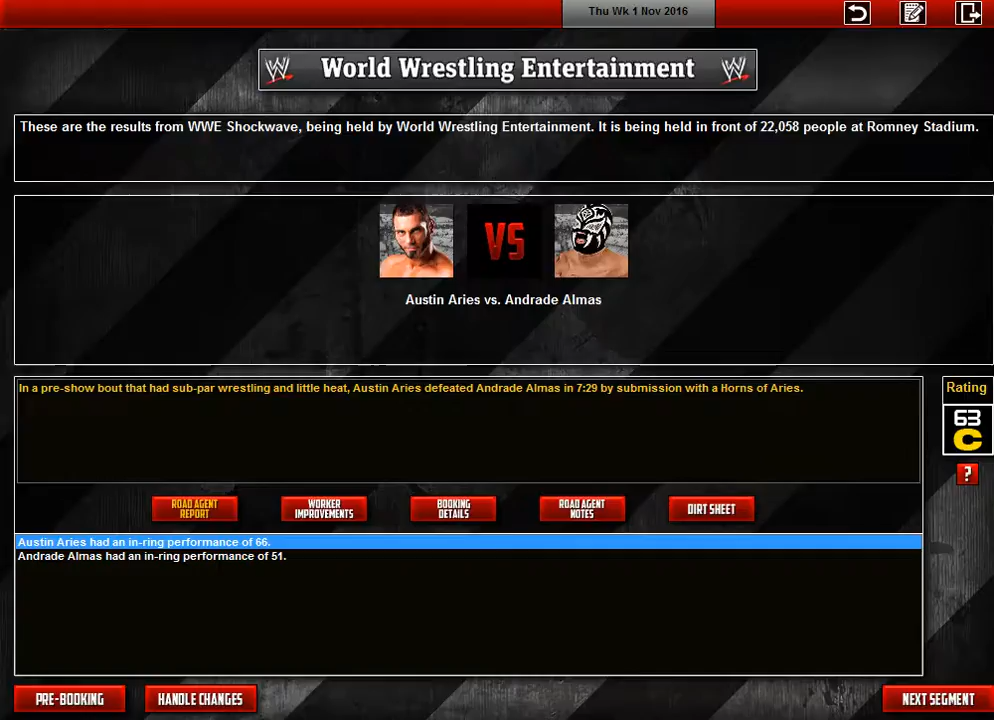 Thu Wk 1 Nov 2016
World Wrestling Entertainment
These are the results from WWE Shockwave, being held by World Wrestling Entertainment. It is being held in front of 22,058 people at Romney Stadium.
VS
Austin Aries vs. Andrade Almas
In a pre-show bout that had sub-par wrestling and little heat, Austin Aries defeated Andrade Almas in 7:29 by submission with a Horns of Aries.
Rating
63
C
?
ROAD AGENT REPORT
WORKER IMPROVEMENTS
BOOKING DETAILS
ROAD AGENT NOTES
DIRT SHEET
Austin Aries had an in-ring performance of 66.
Andrade Almas had an in-ring performance of 51.
PRE-BOOKING
HANDLE CHANGES
NEXT SEGMENT